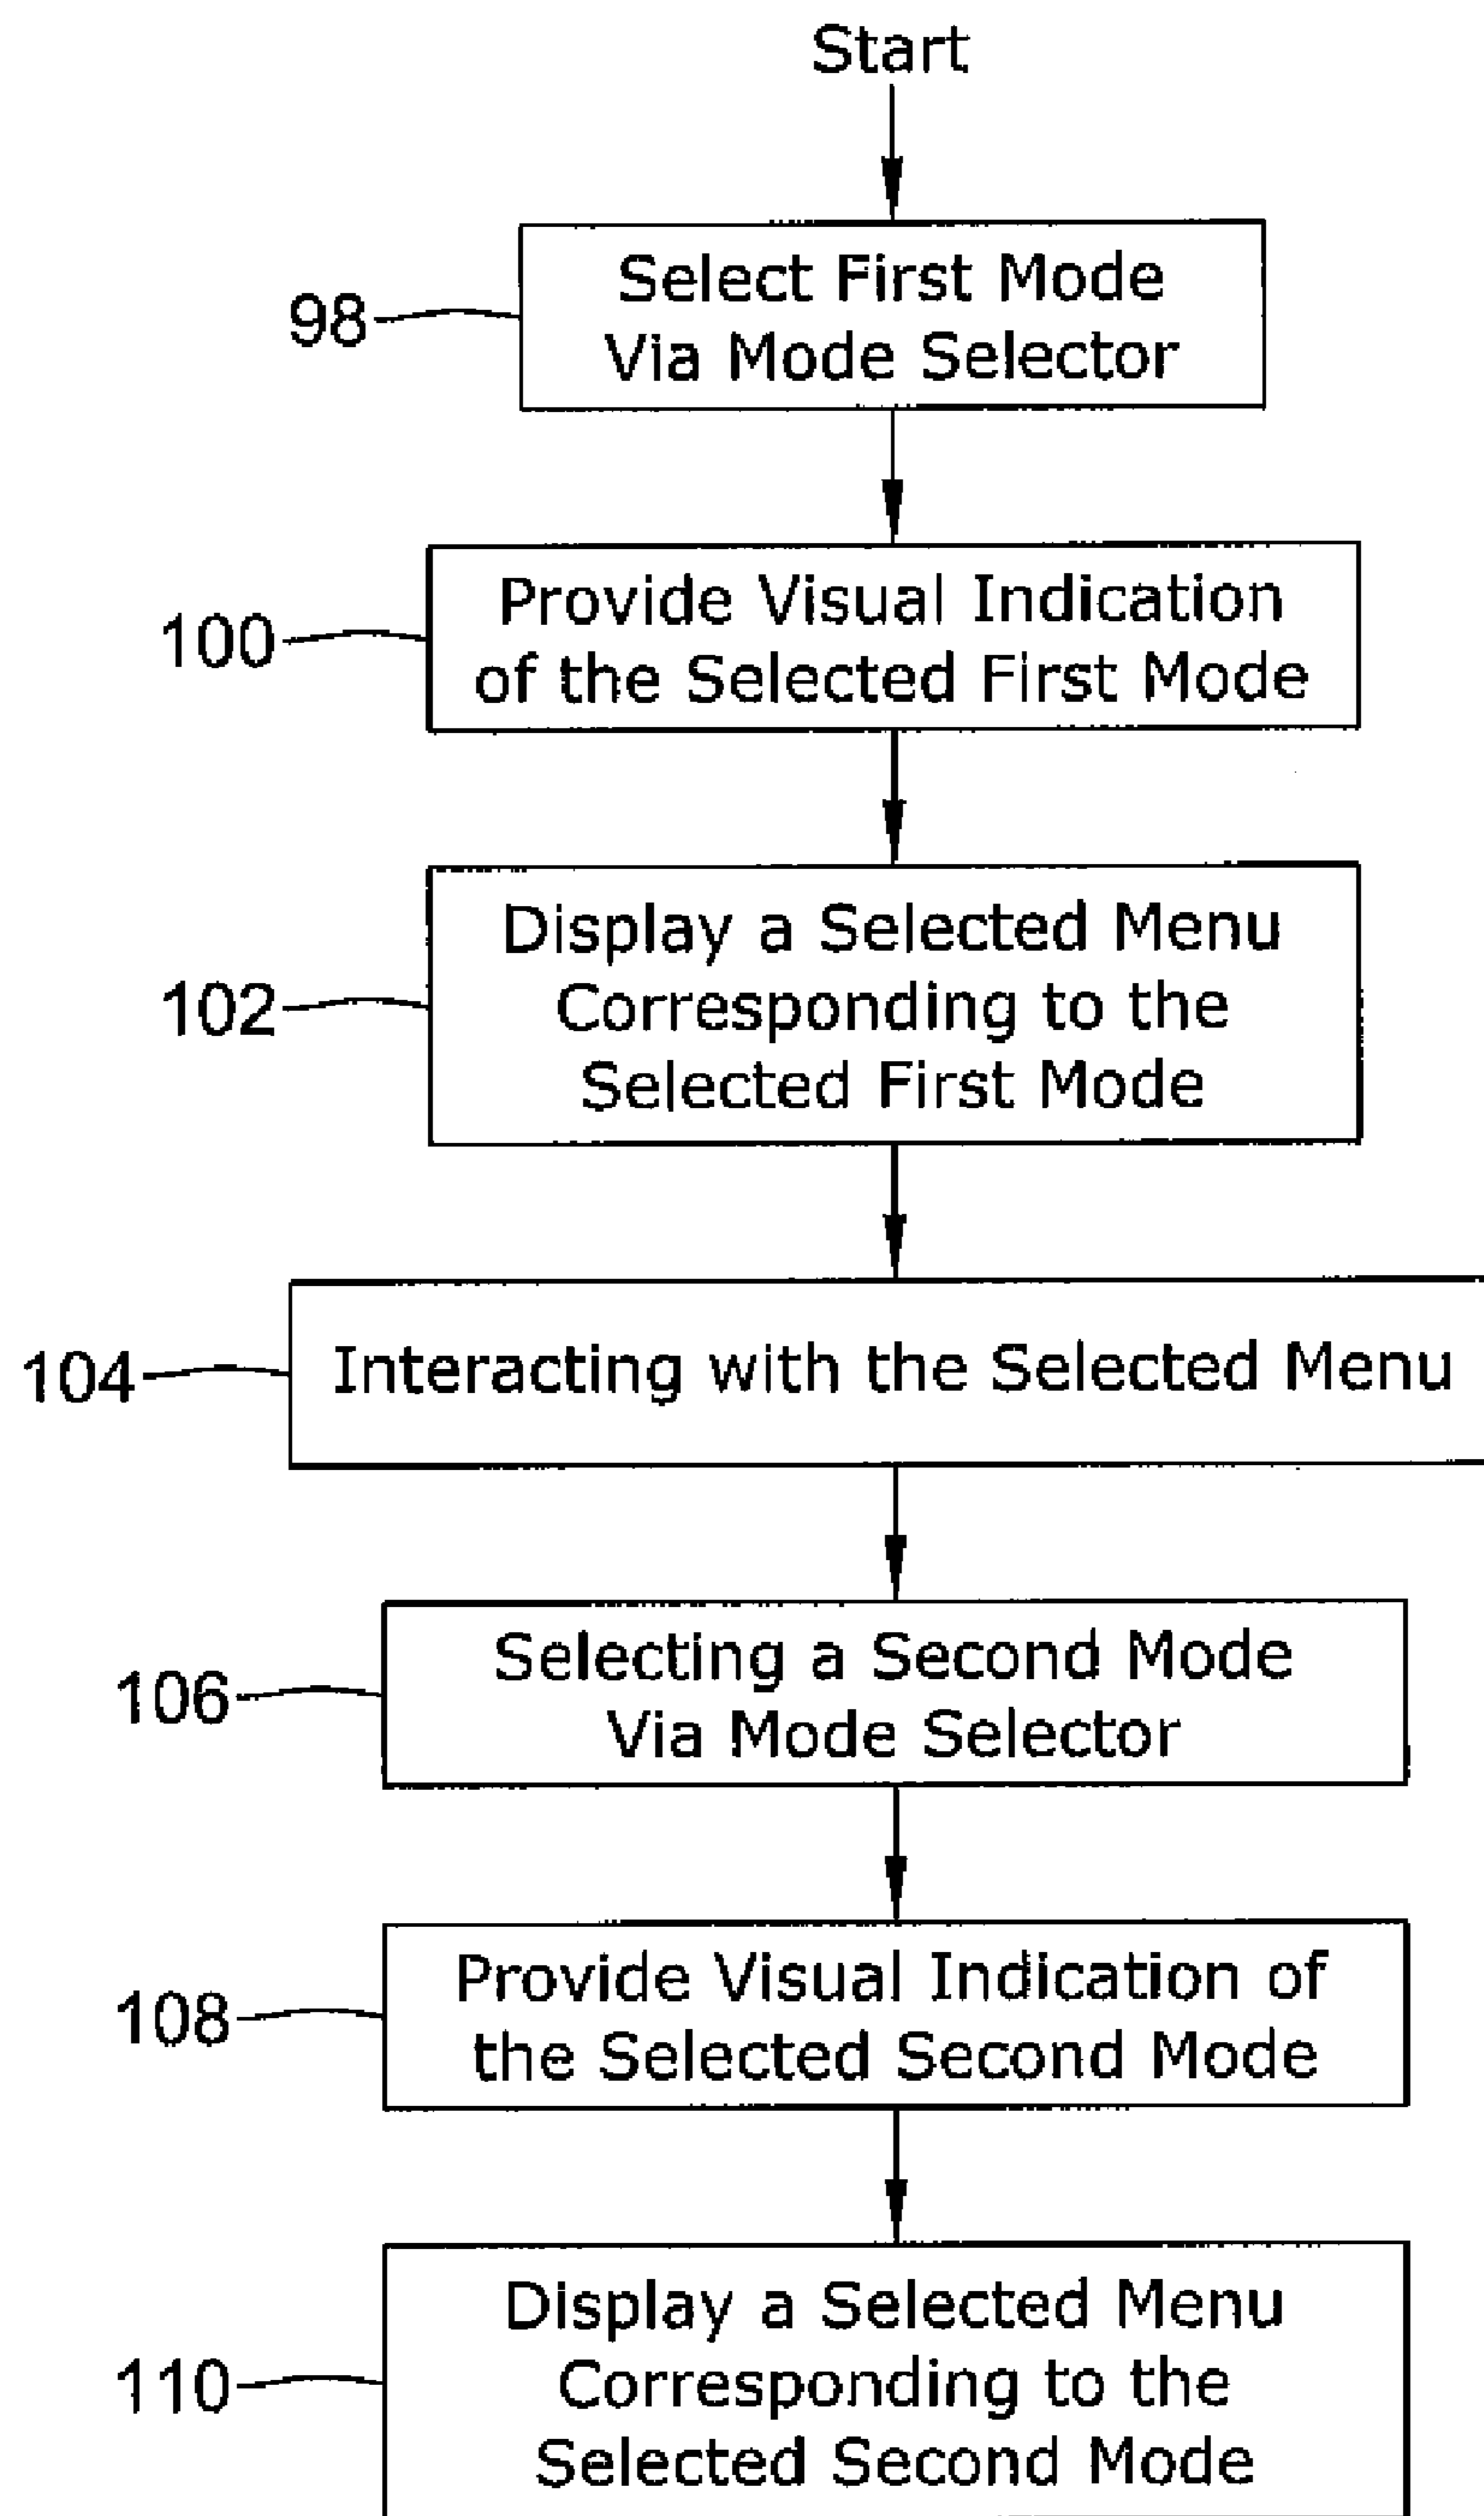 Start
98
Select First Mode
Via Mode Selector
100
Provide Visual Indication
of the Selected First Mode
102
Display a Selected Menu
Corresponding to the
Selected First Mode
104
Interacting with the Selected Menu
106
Selecting a Second Mode
Via Mode Selector
108
Provide Visual Indication of
the Selected Second Mode
110
Display a Selected Menu
Corresponding to the
Selected Second Mode